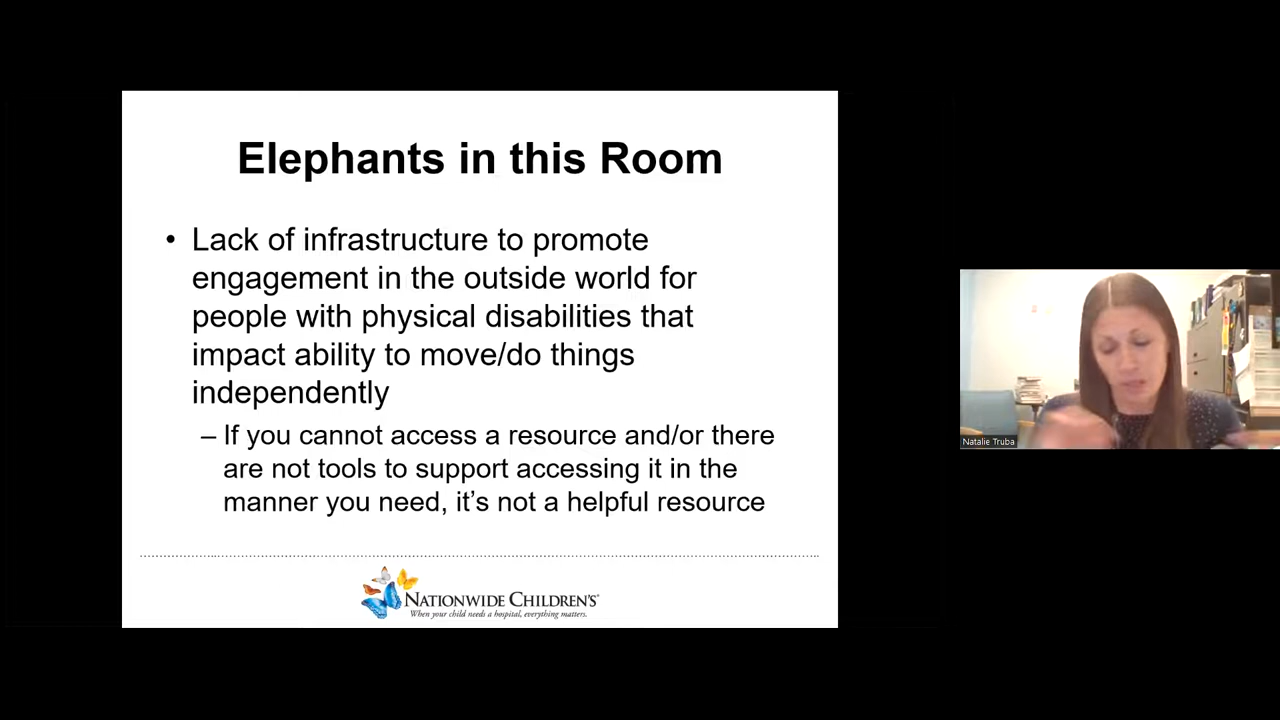 Elephants in this Room
• Lack of infrastructure to promote
engagement in the outside world for
people with physical disabilities that
impact ability to move/do things
independently
– If you cannot access a resource and/or there
are not tools to support accessing it in the
manner you need, it's not a helpful resource
NATIONWIDE CHILDREN'S®
When your child needs a hospital, everything matters.
Natalie Truba